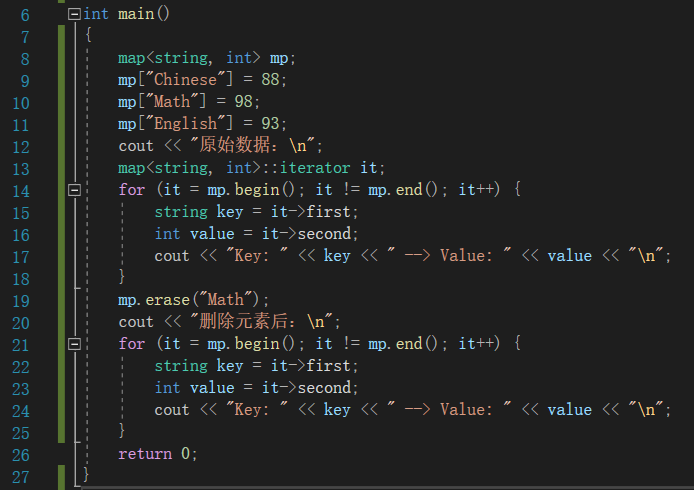 6 int main()
7 {
8 map<string, int> mp;
9 mp["Chinese"] = 88;
10 mp["Math"] = 98;
11 mp["English"] = 93;
12 cout << "原始数据：\n";
13 map<string, int>::iterator it;
14 for (it = mp.begin(); it != mp.end(); it++) {
15 string key = it->first;
16 int value = it->second;
17 cout << "Key: " << key << " --> Value: " << value << "\n";
18 }
19 mp.erase("Math");
20 cout << "删除元素后：\n";
21 for (it = mp.begin(); it != mp.end(); it++) {
22 string key = it->first;
23 int value = it->second;
24 cout << "Key: " << key << " --> Value: " << value << "\n";
25 }
26 return 0;
27 }